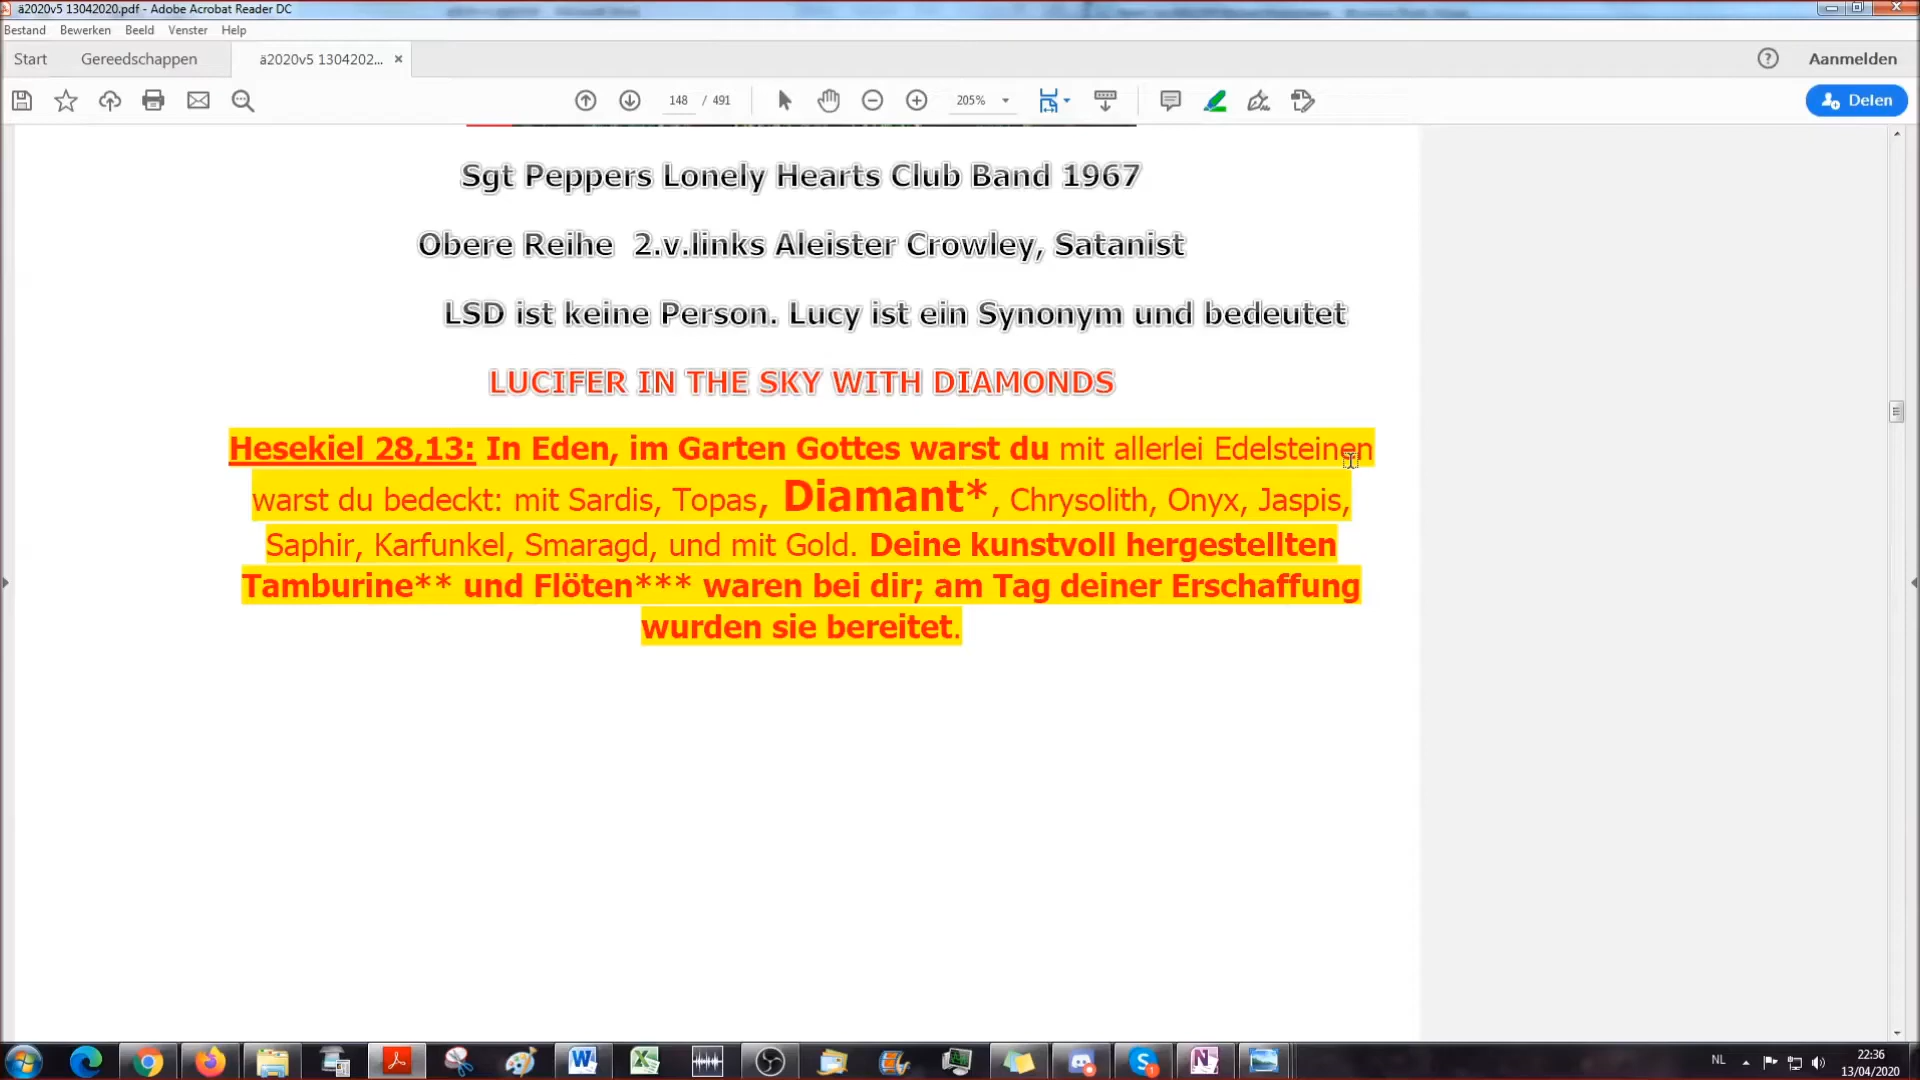 ä2020v5 13042020.pdf - Adobe Acrobat Reader DC
Bestand Bewerken Beeld Venster Help
Start Gereedschappen ä2020v5 1304202... × Aanmelden
148 / 491 205% Delen
Sgt Peppers Lonely Hearts Club Band 1967
Obere Reihe 2.v.links Aleister Crowley, Satanist
LSD ist keine Person. Lucy ist ein Synonym und bedeutet
LUCIFER IN THE SKY WITH DIAMONDS
Hesekiel 28,13: In Eden, im Garten Gottes warst du mit allerlei Edelsteinen
warst du bedeckt: mit Sardis, Topas, Diamant*, Chrysolith, Onyx, Jaspis,
Saphir, Karfunkel, Smaragd, und mit Gold. Deine kunstvoll hergestellten
Tamburine** und Flöten*** waren bei dir; am Tag deiner Erschaffung
wurden sie bereitet.
NL 22:36
13/04/2020